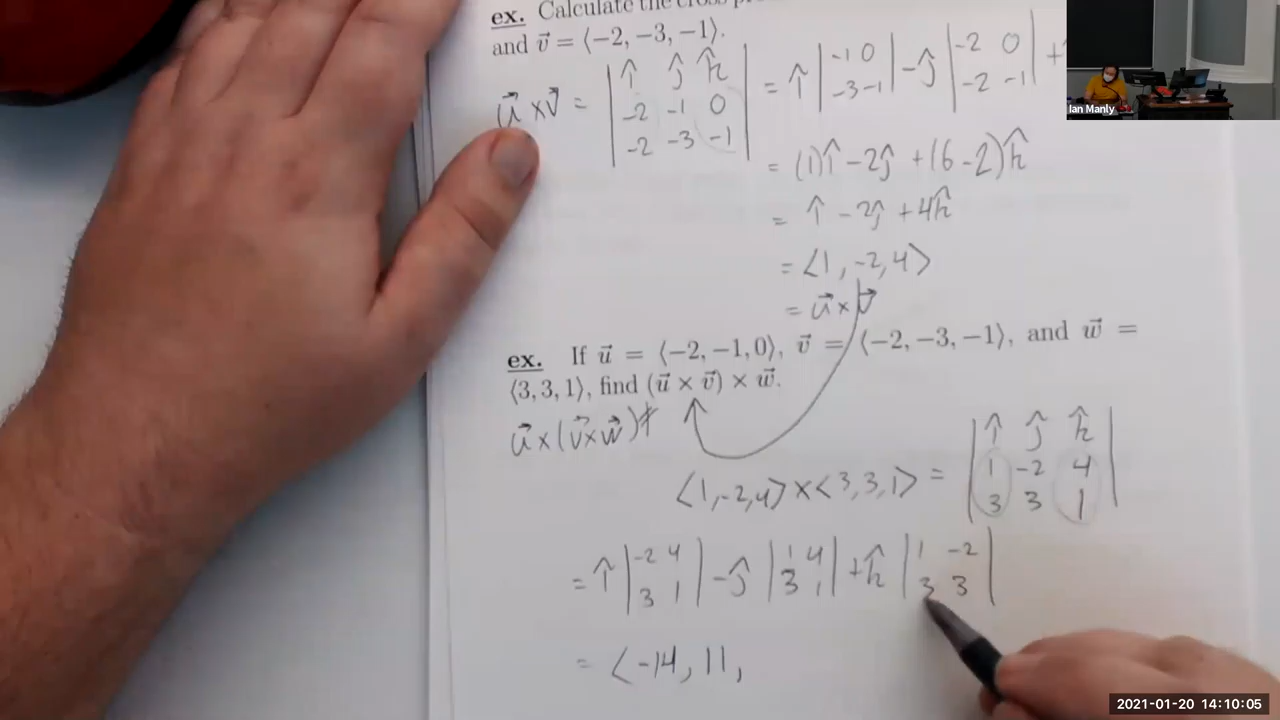 ex. Calculate the cross
and v⃗ = ⟨−2, −3, −1⟩.
u⃗ × v⃗ = | î ĵ k̂ | = î | -1 0 | - ĵ | -2 0 | +
| -2 -1 0 | | -3 -1 | | -2 -1 |
| -2 -3 -1 |
= (1)î - 2ĵ + (6 - 2)k̂
= î - 2ĵ + 4k̂
= ⟨1, -2, 4⟩
= u⃗ × v⃗
ex. If u⃗ = ⟨−2, −1, 0⟩, v⃗ = ⟨−2, −3, −1⟩, and w⃗ =
⟨3, 3, 1⟩, find (u⃗ × v⃗) × w⃗.
u⃗ × (v⃗ × w⃗) ≠
⟨1, -2, 4⟩ × ⟨3, 3, 1⟩ = | î ĵ k̂ |
| 1 -2 4 |
| 3 3 1 |
= î | -2 4 | - ĵ | 1 4 | + k̂ | 1 -2 |
| 3 1 | | 3 1 | | 3 3 |
= ⟨-14, 11,
Ian Manly
2021-01-20 14:10:05